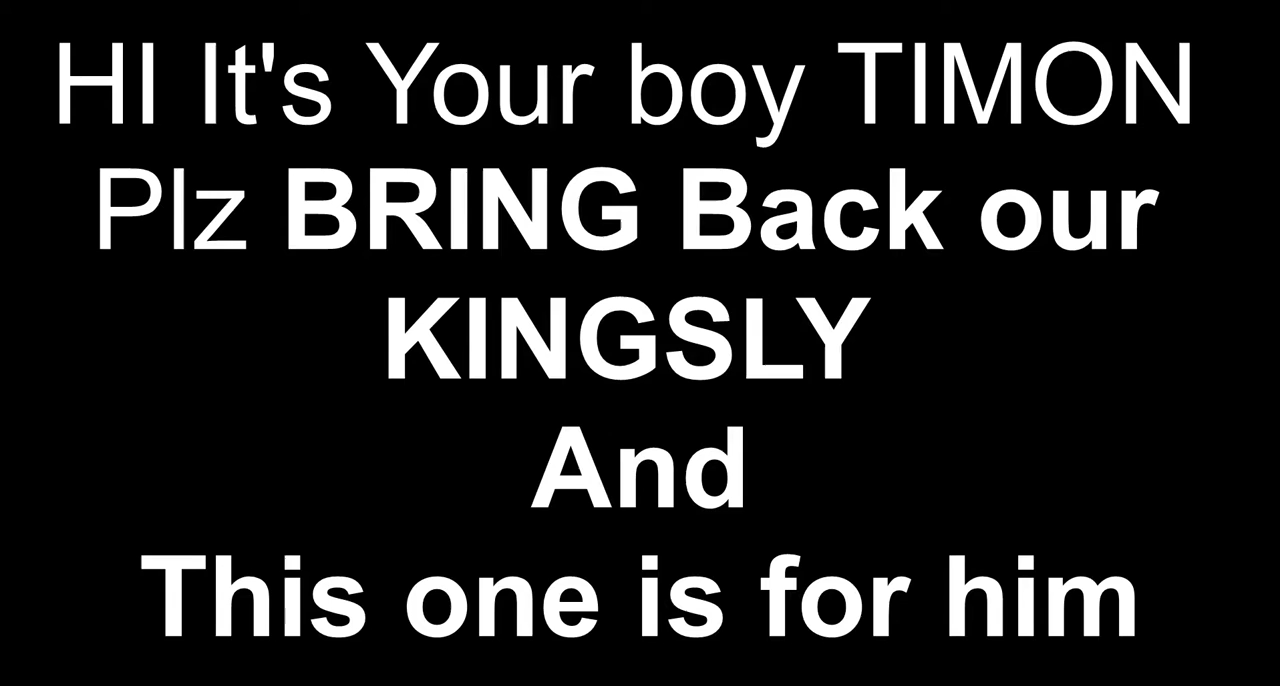 HI It's Your boy TIMON
Plz BRING Back our
KINGSLY
And
This one is for him